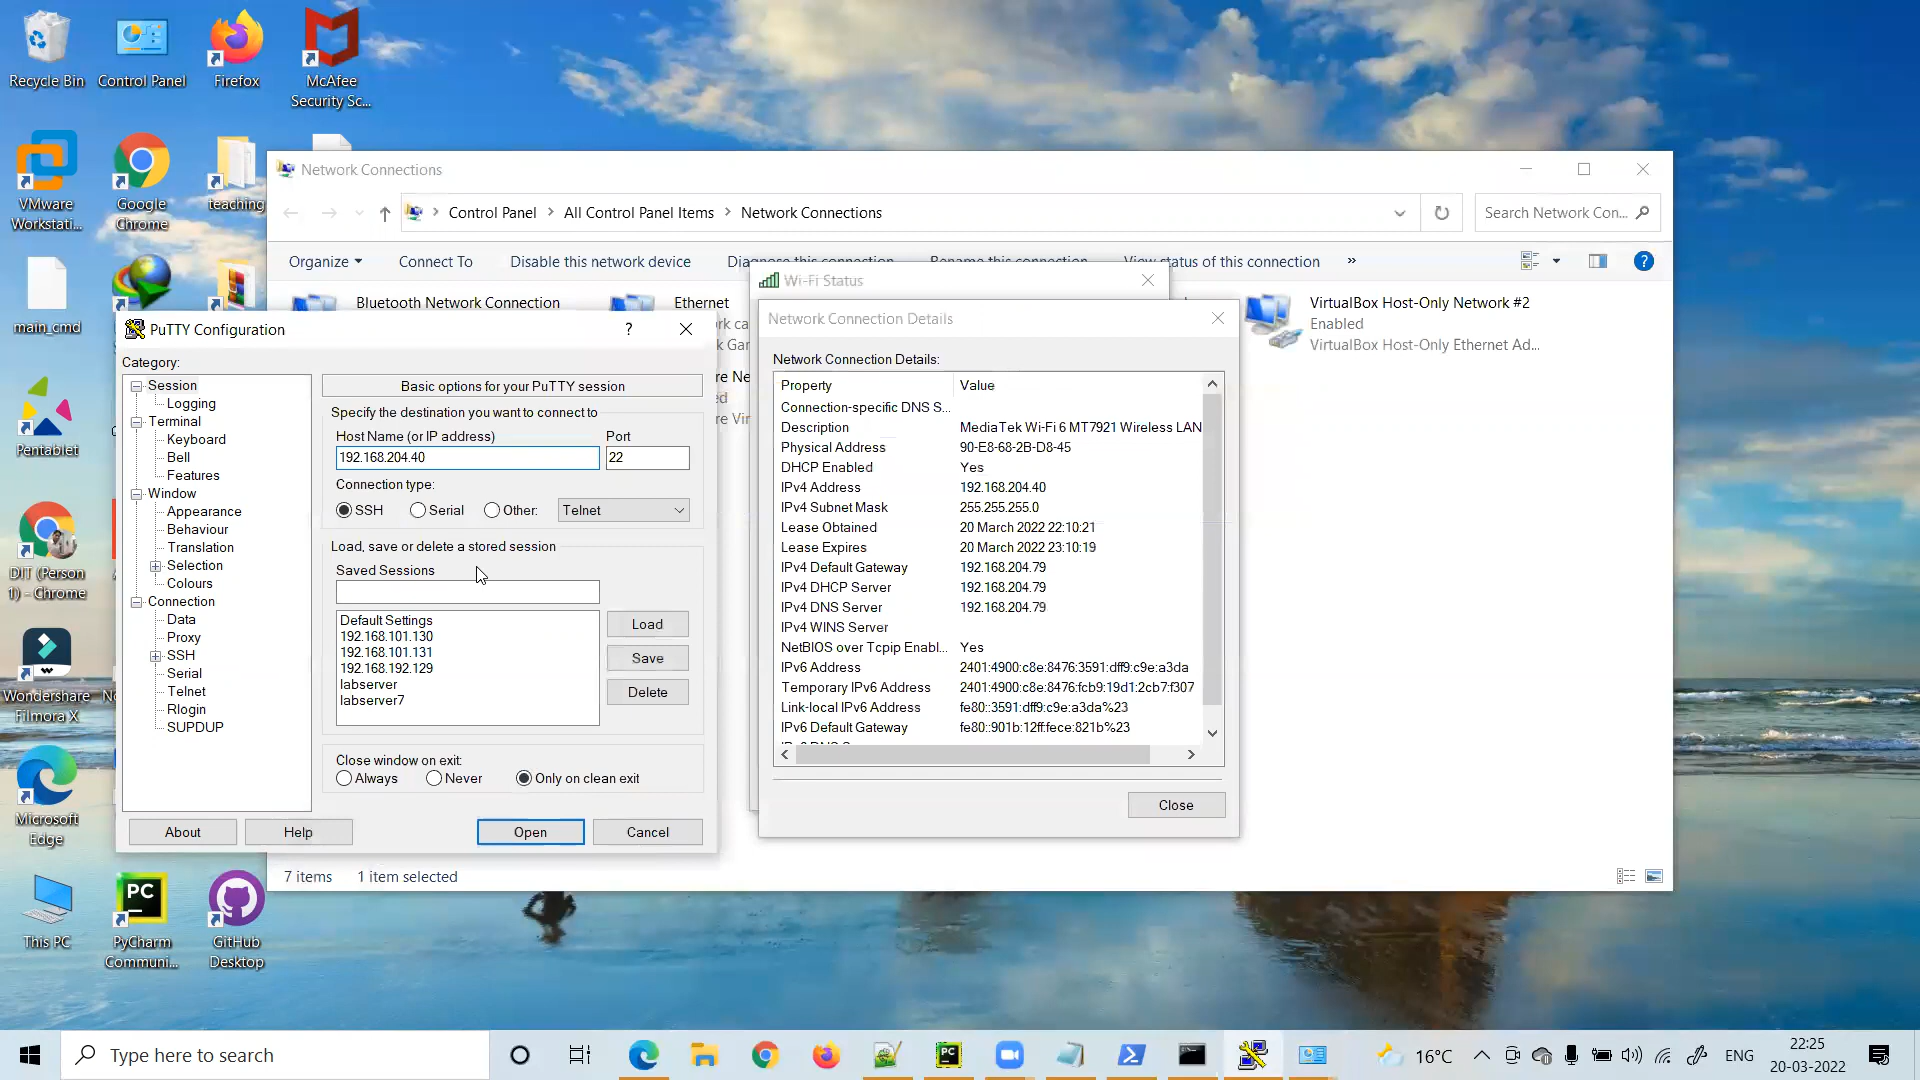 Recycle Bin
Control Panel
Firefox
McAfee
Security Sc...
VMware
Workstati...
Google
Chrome
teaching
main_cmd
Pentablet
DIT (Person
1) - Chrome
Wondershare
Filmora X
Microsoft
Edge
This PC
PyCharm
Communi...
GitHub
Desktop
Network Connections
Control Panel > All Control Panel Items > Network Connections
Search Network Con...
Organize
Connect To
Disable this network device
Diagnose this connection
Rename this connection
View status of this connection
»
Bluetooth Network Connection
Ethernet
VirtualBox Host-Only Network #2
Enabled
VirtualBox Host-Only Ethernet Ad...
7 items
1 item selected
Wi-Fi Status
PuTTY Configuration
?
Category:
Session
Logging
Terminal
Keyboard
Bell
Features
Window
Appearance
Behaviour
Translation
Selection
Colours
Connection
Data
Proxy
SSH
Serial
Telnet
Rlogin
SUPDUP
Basic options for your PuTTY session
Specify the destination you want to connect to
Host Name (or IP address)
Port
192.168.204.40
22
Connection type:
SSH
Serial
Other:
Telnet
Load, save or delete a stored session
Saved Sessions
Default Settings
192.168.101.130
192.168.101.131
192.168.192.129
labserver
labserver7
Load
Save
Delete
Close window on exit:
Always
Never
Only on clean exit
About
Help
Open
Cancel
Network Connection Details
Network Connection Details:
Property Value
Connection-specific DNS S...
Description MediaTek Wi-Fi 6 MT7921 Wireless LAN
Physical Address 90-E8-68-2B-D8-45
DHCP Enabled Yes
IPv4 Address 192.168.204.40
IPv4 Subnet Mask 255.255.255.0
Lease Obtained 20 March 2022 22:10:21
Lease Expires 20 March 2022 23:10:19
IPv4 Default Gateway 192.168.204.79
IPv4 DHCP Server 192.168.204.79
IPv4 DNS Server 192.168.204.79
IPv4 WINS Server
NetBIOS over Tcpip Enabl... Yes
IPv6 Address 2401:4900:c8e:8476:3591:dff9:c9e:a3da
Temporary IPv6 Address 2401:4900:c8e:8476:fcb9:19d1:2cb7:f307
Link-local IPv6 Address fe80::3591:dff9:c9e:a3da%23
IPv6 Default Gateway fe80::901b:12ff:fece:821b%23
Close
Type here to search
16°C
ENG
22:25
20-03-2022